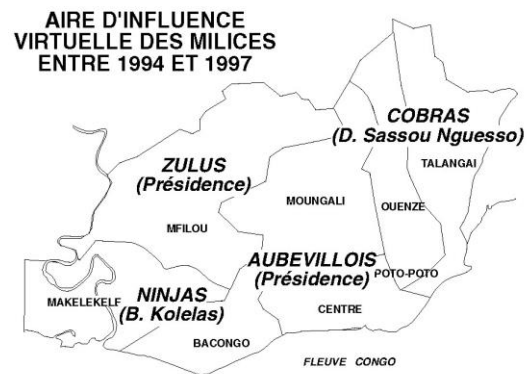 AIRE D'INFLUENCE
VIRTUELLE DES MILICES
ENTRE 1994 ET 1997
COBRAS
(D. Sassou Nguesso)
TALANGAI
ZULUS
(Présidence)
MFILOU
MOUNGALI
OUENZE
AUBEVILLOIS
(Présidence)
POTO-POTO
CENTRE
MAKELEKELF
NINJAS
(B. Kolelas)
BACONGO
FLEUVE CONGO